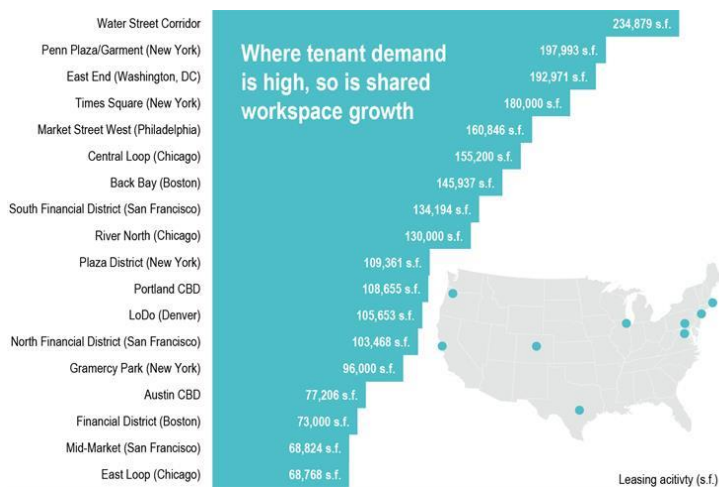 Water Street Corridor 234,879 s.f.
Where tenant demand
is high, so is shared
workspace growth
Penn Plaza/Garment (New York) 197,993 s.f.
East End (Washington, DC) 192,971 s.f.
Times Square (New York) 180,000 s.f.
Market Street West (Philadelphia) 160,846 s.f.
Central Loop (Chicago) 155,200 s.f.
Back Bay (Boston) 145,937 s.f.
South Financial District (San Francisco) 134,194 s.f.
River North (Chicago) 130,000 s.f.
Plaza District (New York) 109,361 s.f.
Portland CBD 108,655 s.f.
LoDo (Denver) 105,653 s.f.
North Financial District (San Francisco) 103,468 s.f.
Gramercy Park (New York) 96,000 s.f.
Austin CBD 77,206 s.f.
Financial District (Boston) 73,000 s.f.
Mid-Market (San Francisco) 68,824 s.f.
East Loop (Chicago) 68,768 s.f.
Leasing acitivty (s.f.)